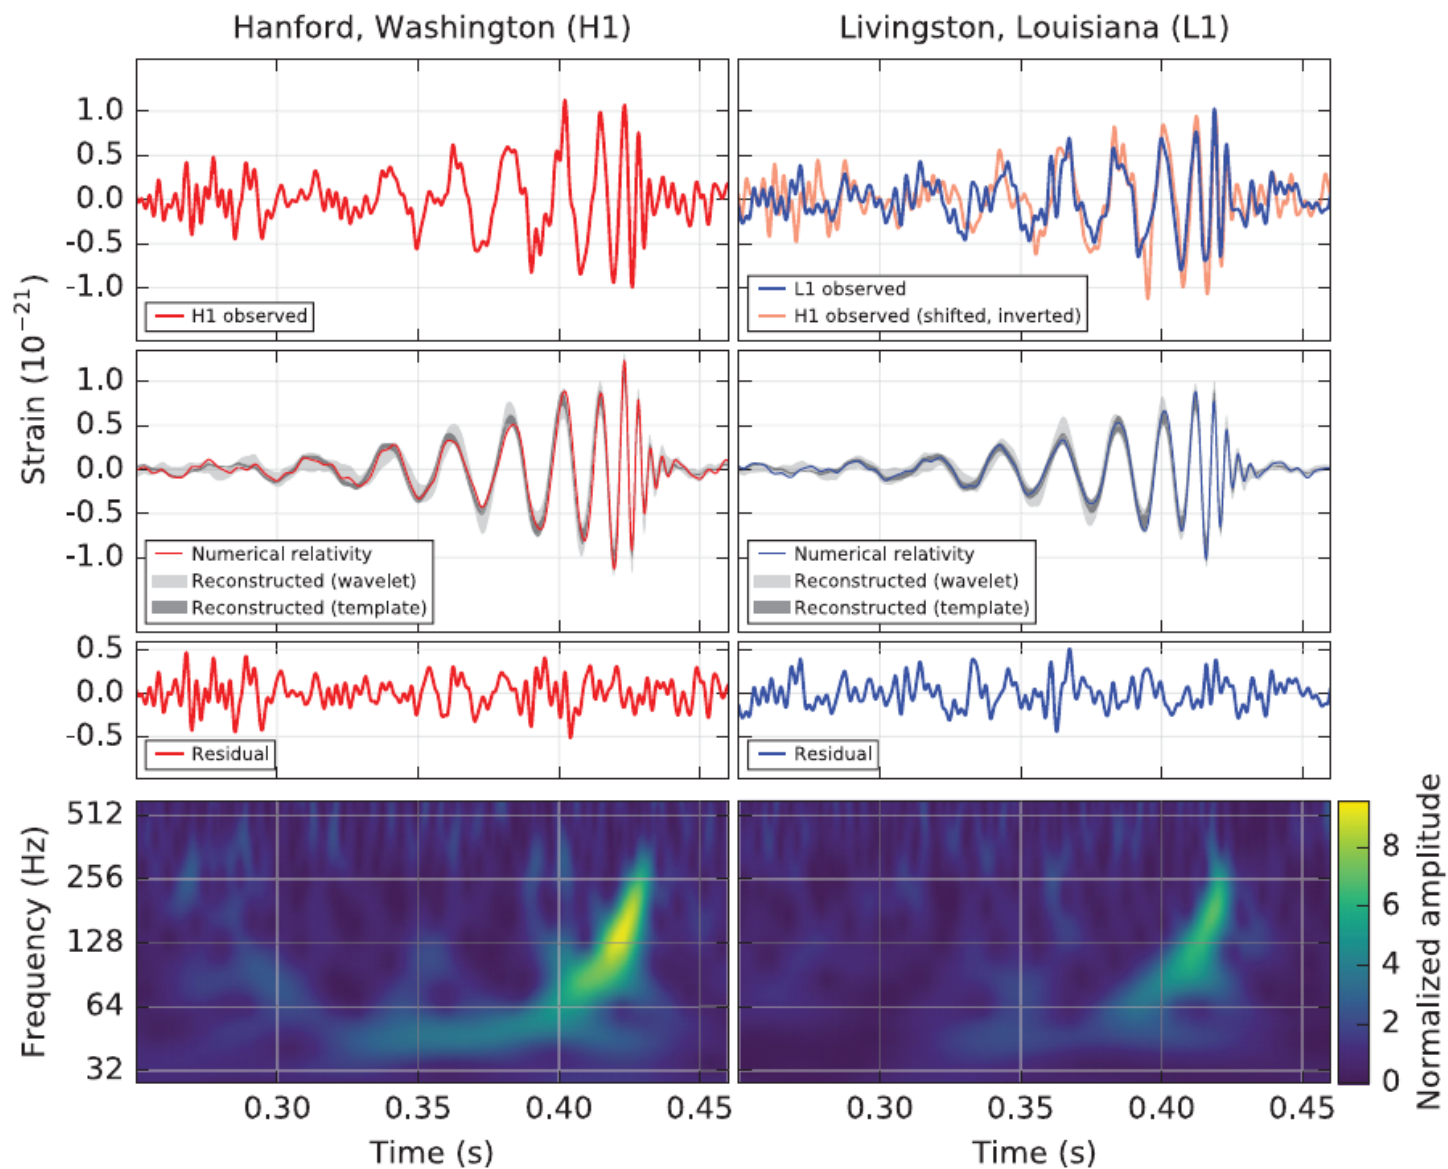 Hanford, Washington (H1)
Livingston, Louisiana (L1)
Strain (10⁻²¹)
1.0
0.5
0.0
-0.5
-1.0
H1 observed
L1 observed
H1 observed (shifted, inverted)
1.0
0.5
0.0
-0.5
-1.0
Numerical relativity
Reconstructed (wavelet)
Reconstructed (template)
Numerical relativity
Reconstructed (wavelet)
Reconstructed (template)
0.5
0.0
-0.5
Residual
Residual
Frequency (Hz)
512
256
128
64
32
Normalized amplitude
8
6
4
2
0
0.30 0.35 0.40 0.45
0.30 0.35 0.40 0.45
Time (s)
Time (s)